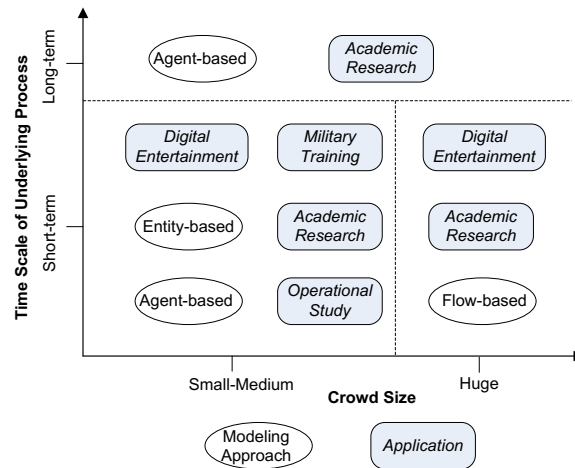 Time Scale of Underlying Process
Long-term
Short-term
Agent-based
Academic
Research
Digital
Entertainment
Military
Training
Digital
Entertainment
Entity-based
Academic
Research
Academic
Research
Agent-based
Operational
Study
Flow-based
Small-Medium
Huge
Crowd Size
Modeling
Approach
Application